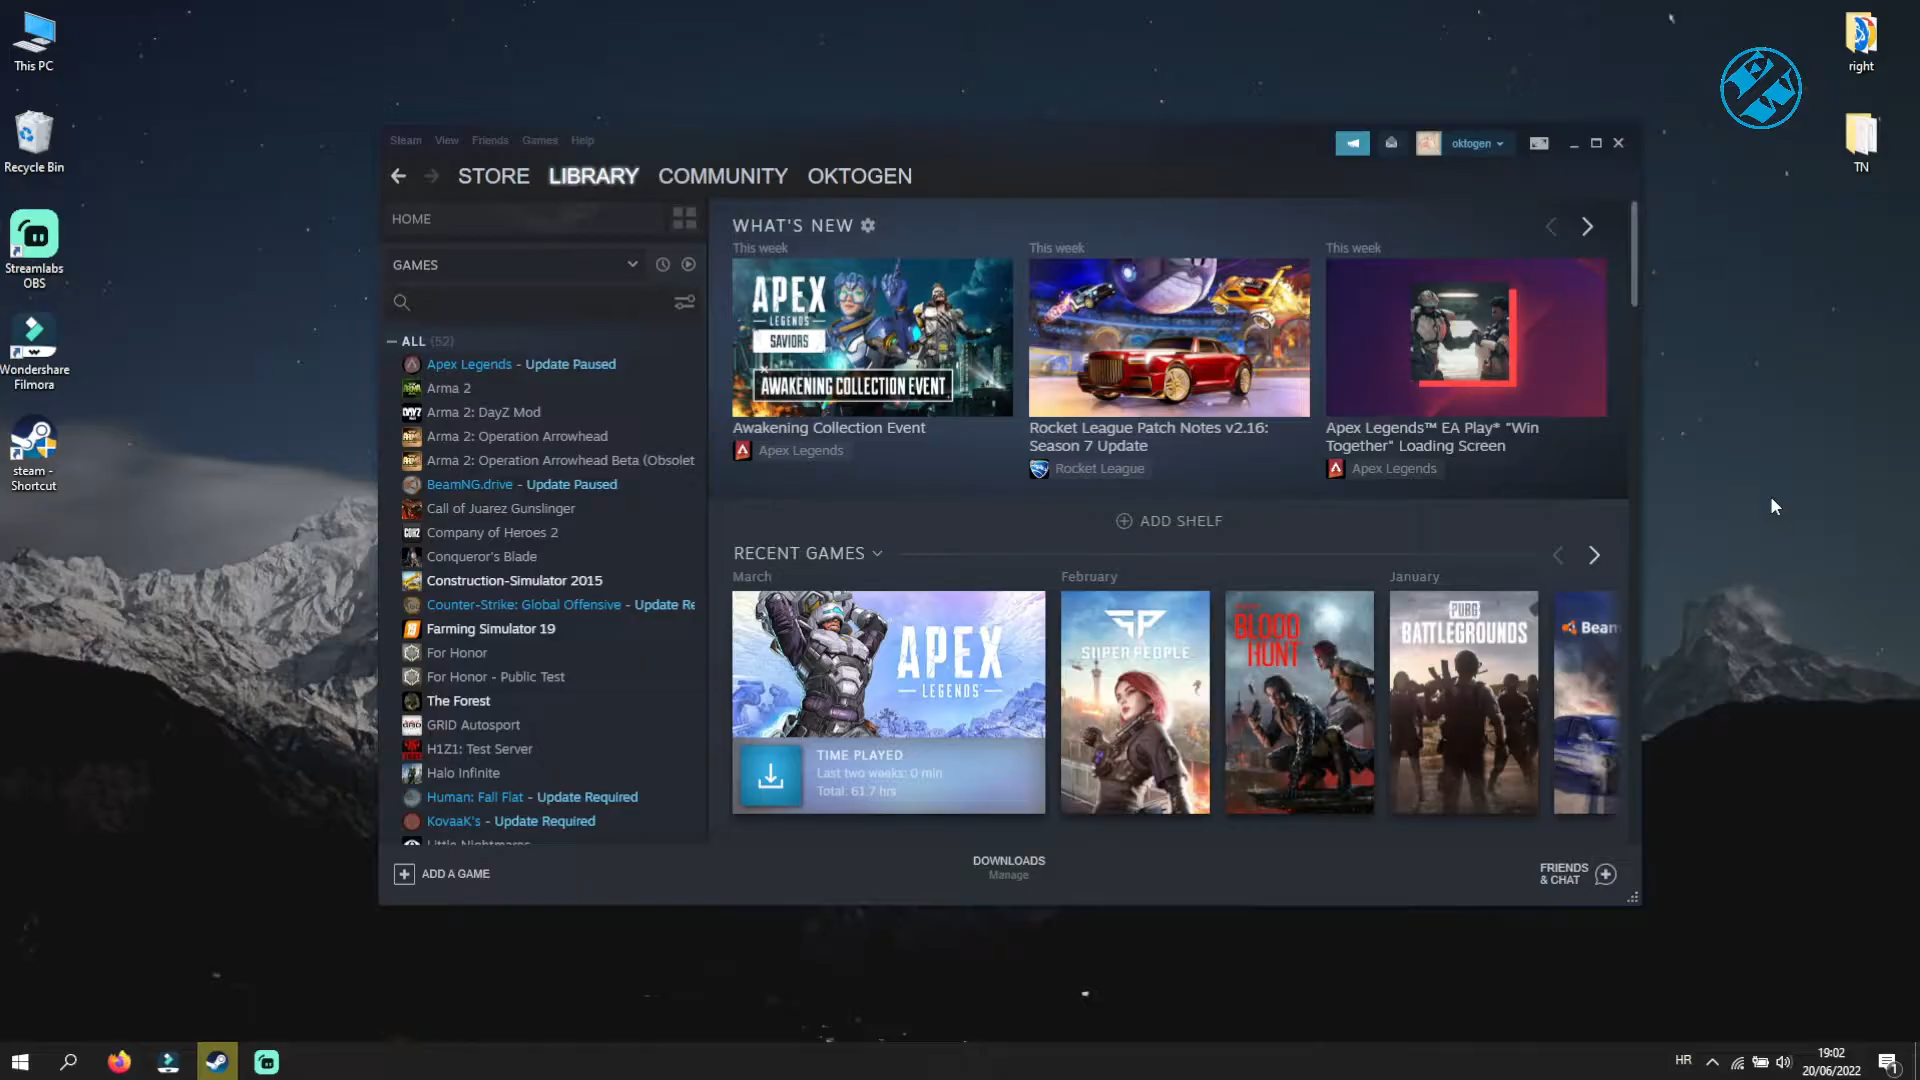 This PC
Recycle Bin
Streamlabs
OBS
Wondershare
Filmora
steam -
Shortcut
right
TN
Steam View Friends Games Help
oktogen
STORE LIBRARY COMMUNITY OKTOGEN
HOME
GAMES
ALL (52)
Apex Legends - Update Paused
Arma 2
Arma 2: DayZ Mod
Arma 2: Operation Arrowhead
Arma 2: Operation Arrowhead Beta (Obsolet
BeamNG.drive - Update Paused
Call of Juarez Gunslinger
Company of Heroes 2
Conqueror's Blade
Construction-Simulator 2015
Counter-Strike: Global Offensive - Update Re
Farming Simulator 19
For Honor
For Honor - Public Test
The Forest
GRID Autosport
H1Z1: Test Server
Halo Infinite
Human: Fall Flat - Update Required
KovaaK's - Update Required
Little Nightmares
WHAT'S NEW
This week
This week
This week
APEX
LEGENDS
SAVIORS
AWAKENING COLLECTION EVENT
Awakening Collection Event
Apex Legends
Rocket League Patch Notes v2.16:
Season 7 Update
Rocket League
Apex Legends™ EA Play* "Win
Together" Loading Screen
Apex Legends
ADD SHELF
RECENT GAMES
March
February
January
APEX
LEGENDS
TIME PLAYED
Last two weeks: 0 min
Total: 61.7 hrs
SUPER PEOPLE
BLOOD
HUNT
PUBG
BATTLEGROUNDS
Beam
ADD A GAME
DOWNLOADS
Manage
FRIENDS
& CHAT
HR
19:02
20/06/2022
1